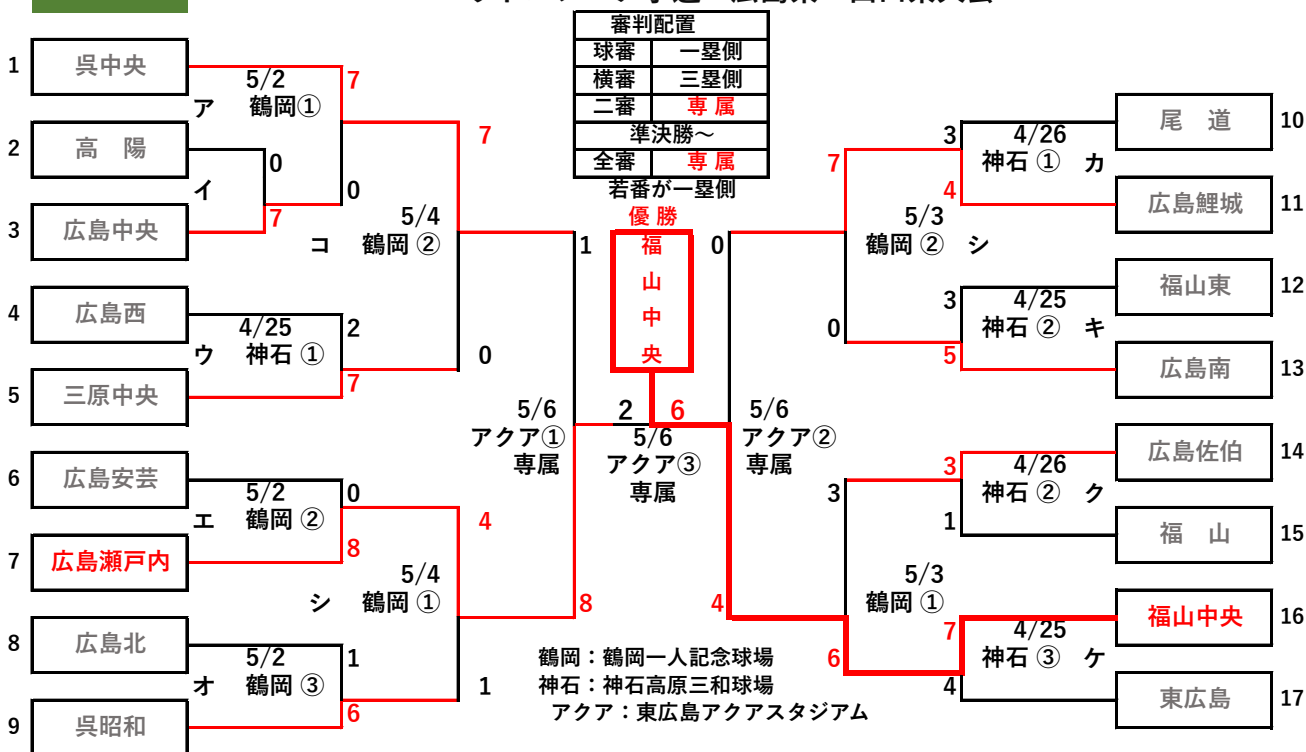 審判配置
球審 一塁側
横審 三塁側
二審 専 属
準決勝～
全審 専 属
若番が一塁側
優 勝
福
山
中
央
1 呉中央
2 高 陽
3 広島中央
4 広島西
5 三原中央
6 広島安芸
7 広島瀬戸内
8 広島北
9 呉昭和
5/2
ア 鶴岡①
7
0
イ
7
0
7
5/4
コ 鶴岡 ②
4/25
ウ 神石 ①
2
7
0
5/2
エ 鶴岡 ②
0
8
4
5/4
シ 鶴岡 ①
5/2
オ 鶴岡 ③
1
6
1
1
5/6
アクア①
専属
8
2 6
5/6
アクア③
専属
0
5/6
アクア②
専属
4
7
5/3
鶴岡 ② シ
0
3
5/3
鶴岡 ①
6
3
4/26
神石 ① カ
4
3
4/25
神石 ② キ
5
3
4/26
神石 ② ク
1
7
4/25
神石 ③ ケ
4
尾 道 10
広島鯉城 11
福山東 12
広島南 13
広島佐伯 14
福 山 15
福山中央 16
東広島 17
鶴岡：鶴岡一人記念球場
神石：神石高原三和球場
アクア：東広島アクアスタジアム